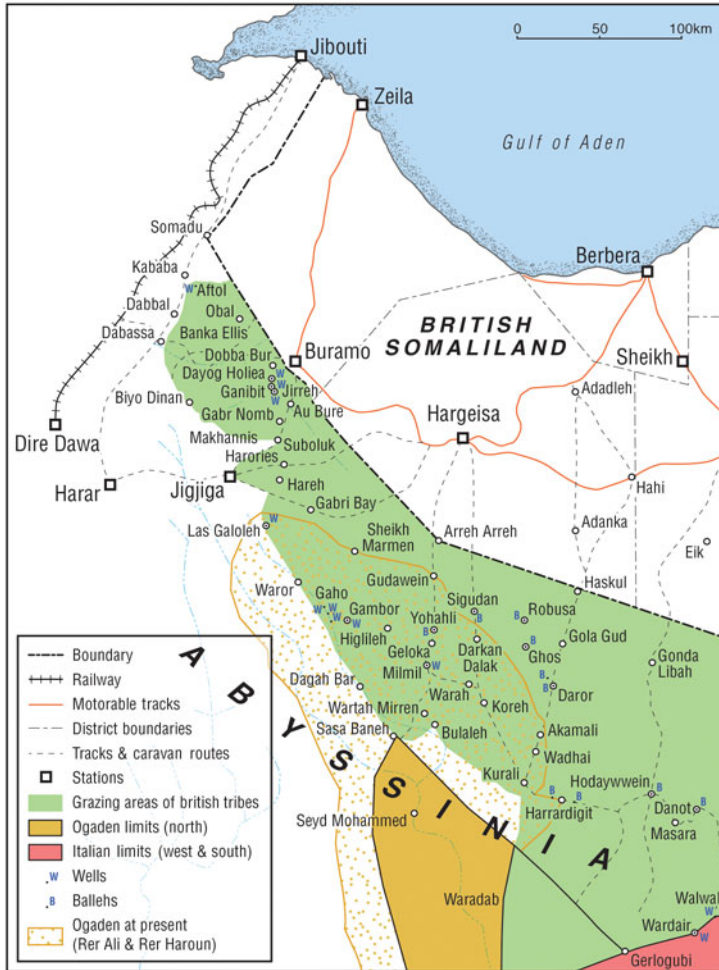 Jibouti
0 50 100km
Zeila
Gulf of Aden
Somadu
Berbera
Kababa
W Aftol
Dabbal
Obal
BRITISH
SOMALILAND
Dabassa
Banka Ellis
Dobba Bur
Buramo
Sheikh
Dayog Holiea W
W
Ganibit
Jirreh
W
Adadleh
Biyo Dinan
Au Bure
Gabr Nomb
Dire Dawa
Hargeisa
Makhannis
Suboluk
Harories
Harar
Jigjiga
Hareh
Hahi
Gabri Bay
Las Galoleh W
Sheikh
Marmen
Arreh Arreh
Adanka
Eik
Gudawein
Haskul
Waror
Gaho
W W
W
Gambor
W
Sigudan
B
Robusa
B
Yohahli
B
Higlileh
Geloka
Darkan
Dalak
Gola Gud
B
Ghos
Gonda
Libah
Milmil W
Dagah Bar
Warah
B
B
Daror
Koreh
Wartah Mirren
Bulaleh
Akamali
Sasa Baneh
Wadhai
Kurali
B
B
Harrardigit
Hodaywwein B
Danot B
Masara
Seyd Mohammed
ABYSSINIA
Waradab
Walwal
W
Wardair
W
Gerlogubi
Boundary
Railway
Motorable tracks
District boundaries
Tracks & caravan routes
Stations
Grazing areas of british tribes
Ogaden limits (north)
Italian limits (west & south)
W Wells
B Ballehs
Ogaden at present
(Rer Ali & Rer Haroun)